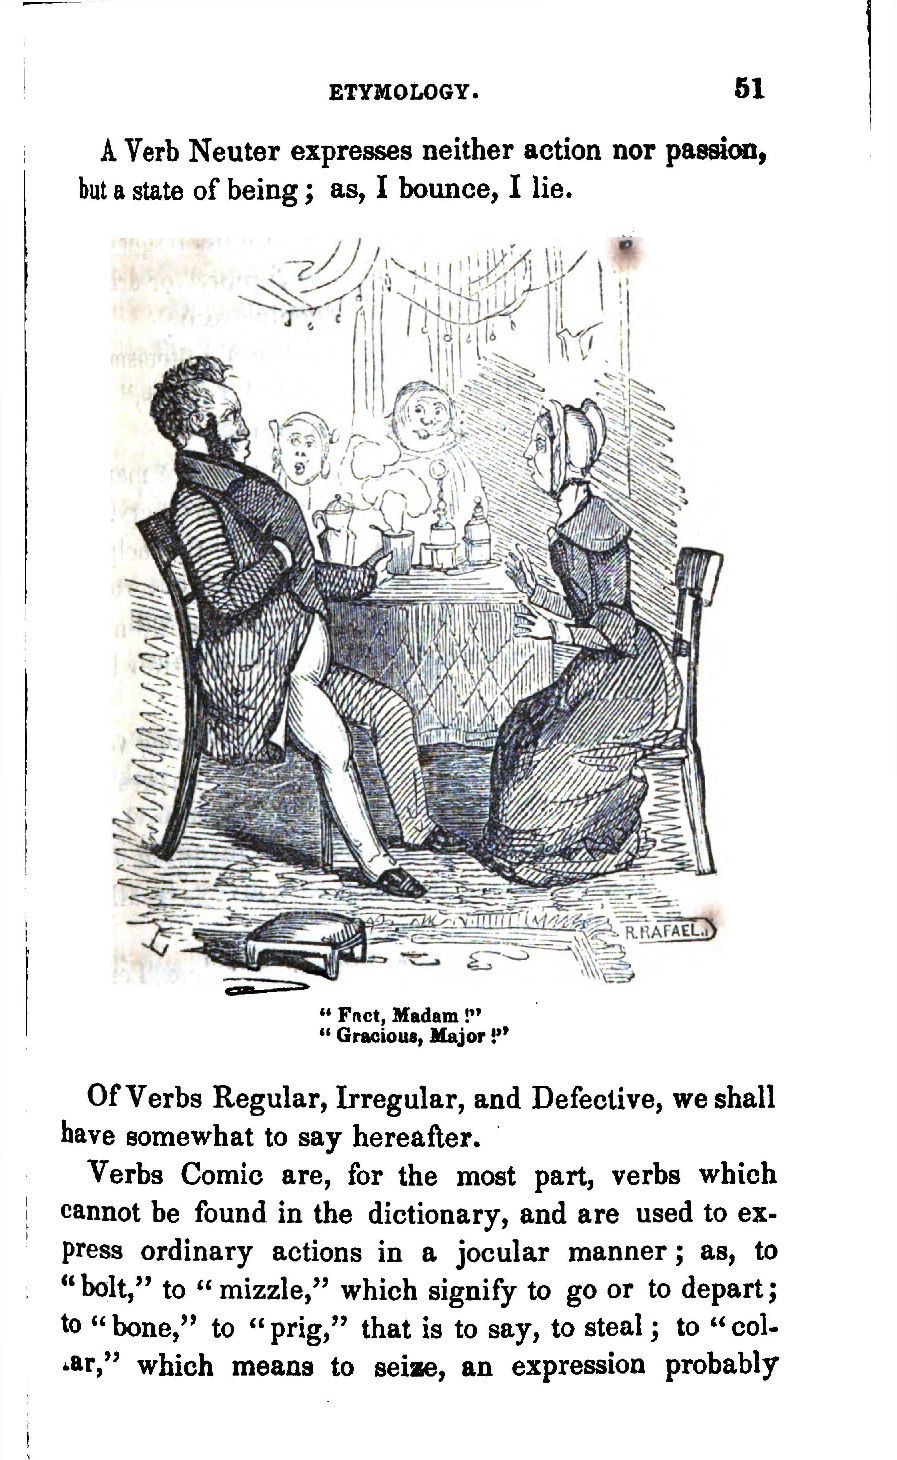 ETYMOLOGY. 51
A Verb Neuter expresses neither action nor passion,
but a state of being; as, I bounce, I lie.
R. RAFAEL.
“ Fact, Madam !”
“ Gracious, Major !”
Of Verbs Regular, Irregular, and Defective, we shall
have somewhat to say hereafter.
Verbs Comic are, for the most part, verbs which
cannot be found in the dictionary, and are used to ex-
press ordinary actions in a jocular manner; as, to
“bolt,” to “mizzle,” which signify to go or to depart;
to “bone,” to “prig,” that is to say, to steal; to “col-
ar,” which means to seize, an expression probably